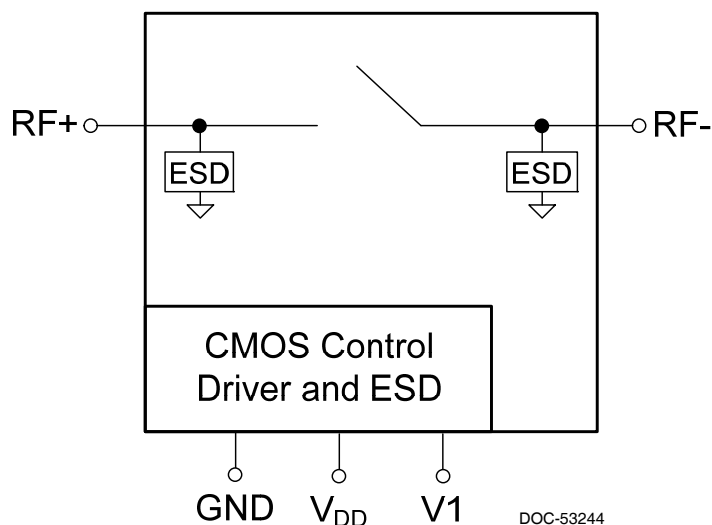 RF+
RF-
ESD
ESD
CMOS Control
Driver and ESD
GND
VDD
V1
DOC-53244